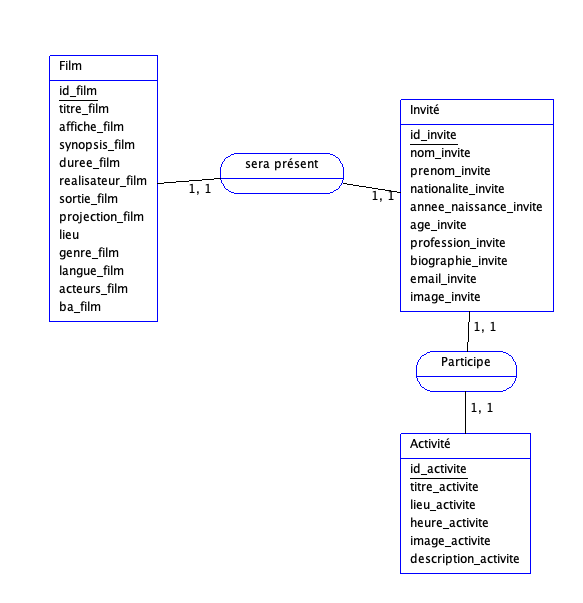 Film
id_film
titre_film
affiche_film
synopsis_film
duree_film
realisateur_film
sortie_film
projection_film
lieu
genre_film
langue_film
acteurs_film
ba_film
1, 1
sera présent
1, 1
Invité
id_invite
nom_invite
prenom_invite
nationalite_invite
annee_naissance_invite
age_invite
profession_invite
biographie_invite
email_invite
image_invite
1, 1
Participe
1, 1
Activité
id_activite
titre_activite
lieu_activite
heure_activite
image_activite
description_activite